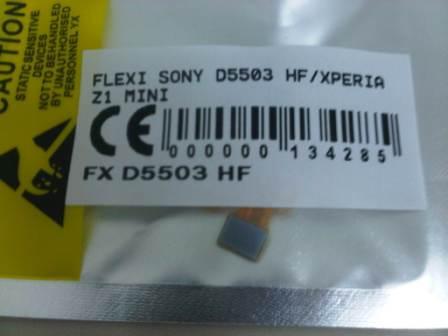 CAUTION
STATIC SENSITIVE
DEVICES
NOT TO BE HANDLED
BY UNAUTHORISED
PERSONNEL YX
FLEXI SONY D5503 HF/XPERIA
Z1 MINI
CE
000000 134285
FX D5503 HF